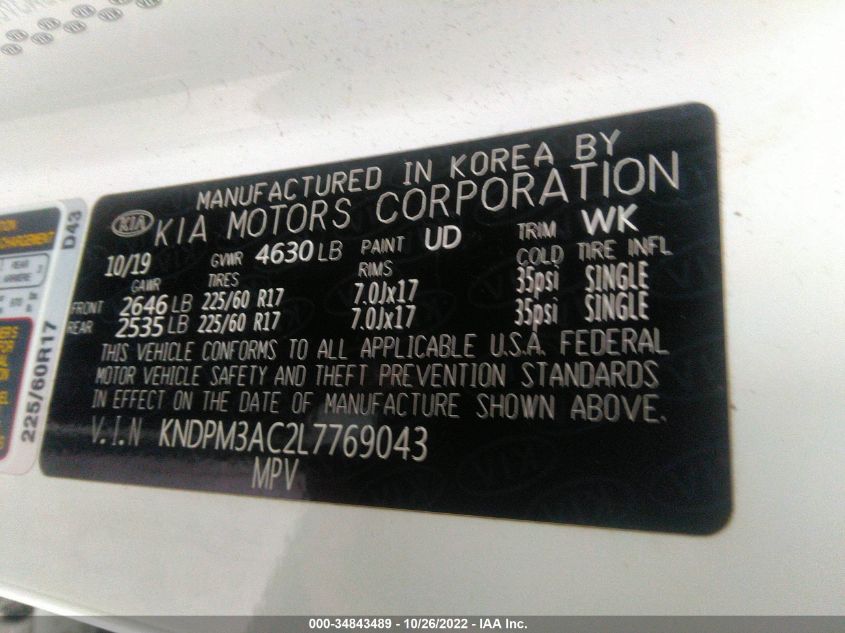 MANUFACTURED IN KOREA BY
KIA KIA MOTORS CORPORATION
10/19 GVWR 4630 LB PAINT UD TRIM WK
GAWR TIRES RIMS COLD TIRE INFL
FRONT 2646 LB 225/60 R17 7.0Jx17 35psi SINGLE
REAR 2535 LB 225/60 R17 7.0Jx17 35psi SINGLE
THIS VEHICLE CONFORMS TO ALL APPLICABLE U.S.A. FEDERAL
MOTOR VEHICLE SAFETY AND THEFT PREVENTION STANDARDS
IN EFFECT ON THE DATE OF MANUFACTURE SHOWN ABOVE.
V.I.N KNDPM3AC2L7769043
MPV
D43
225/60R17
REAR
000-34843489 - 10/26/2022 - IAA Inc.